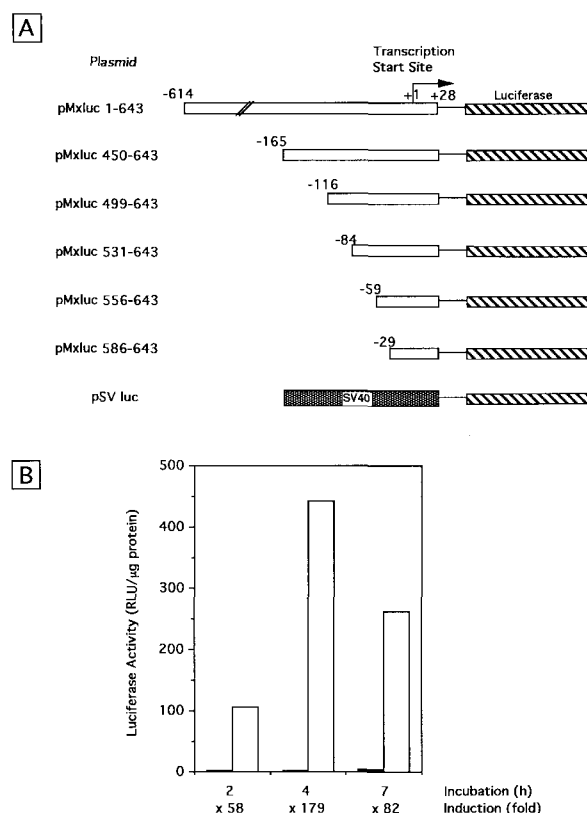 A
Plasmid
Transcription
Start Site
-614
+1
+28
Luciferase
pMxluc 1-643
-165
pMxluc 450-643
-116
pMxluc 499-643
-84
pMxluc 531-643
-59
pMxluc 556-643
-29
pMxluc 586-643
pSV luc
SV40
B
Luciferase Activity (RLU/µg protein)
500
400
300
200
100
0
2 4 7 Incubation (h)
x 58 x 179 x 82 Induction (fold)